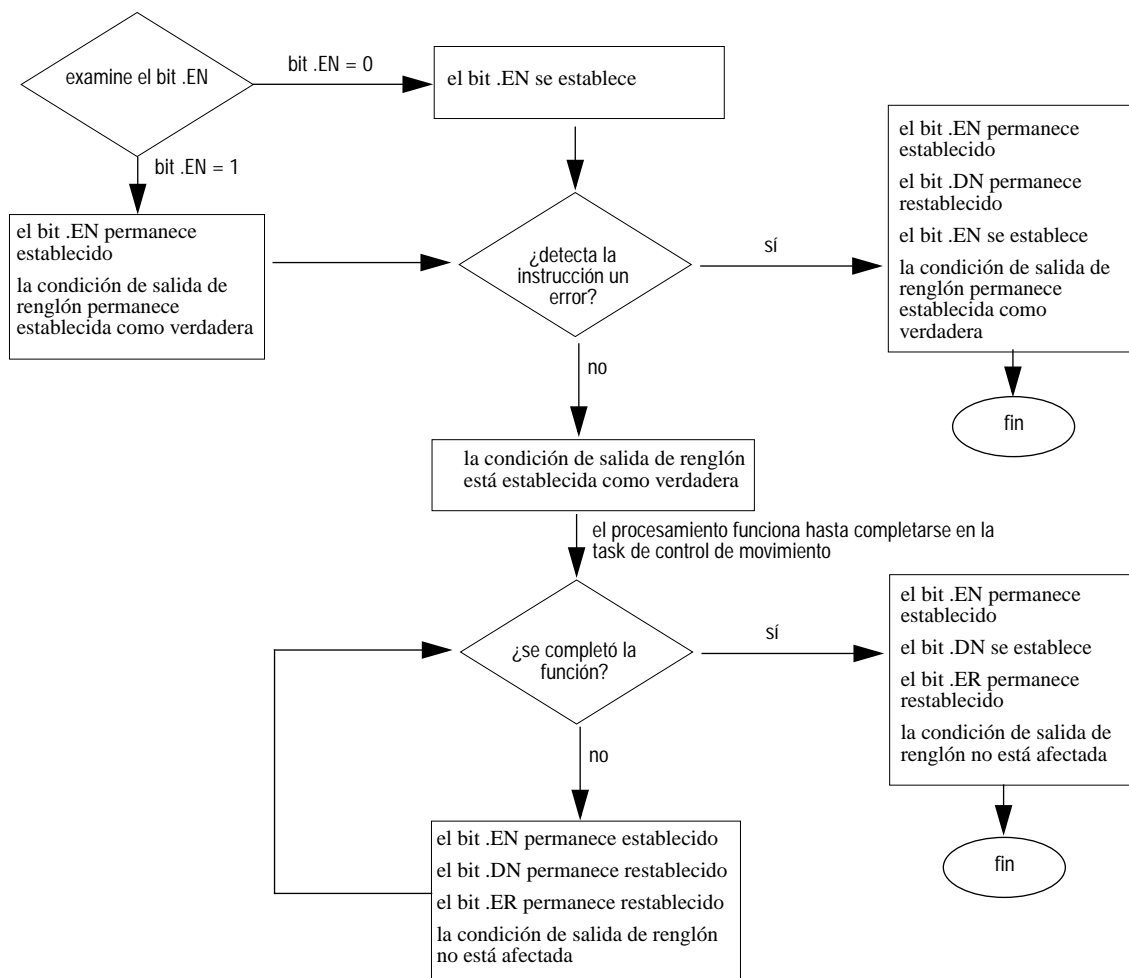 examine el bit .EN
bit .EN = 0
el bit .EN se establece
bit .EN = 1
el bit .EN permanece
establecido
la condición de salida de
renglón permanece
establecida como verdadera
¿detecta la
instrucción un
error?
sí
el bit .EN permanece
establecido
el bit .DN permanece
restablecido
el bit .EN se establece
la condición de salida de
renglón permanece
establecida como
verdadera
fin
no
la condición de salida de renglón
está establecida como verdadera
el procesamiento funciona hasta completarse en la
task de control de movimiento
¿se completó la
función?
sí
el bit .EN permanece
establecido
el bit .DN se establece
el bit .ER permanece
restablecido
la condición de salida de
renglón no está afectada
fin
no
el bit .EN permanece establecido
el bit .DN permanece restablecido
el bit .ER permanece restablecido
la condición de salida de renglón
no está afectada